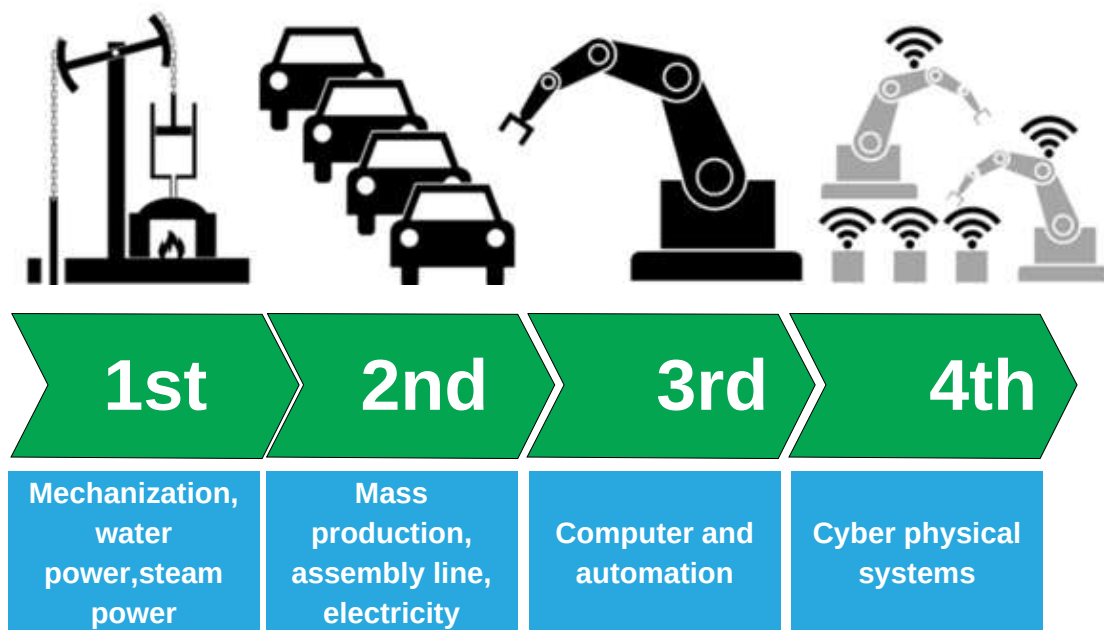 1st
2nd
3rd
4th
Mechanization,
water
power,steam
power
Mass
production,
assembly line,
electricity
Computer and
automation
Cyber physical
systems